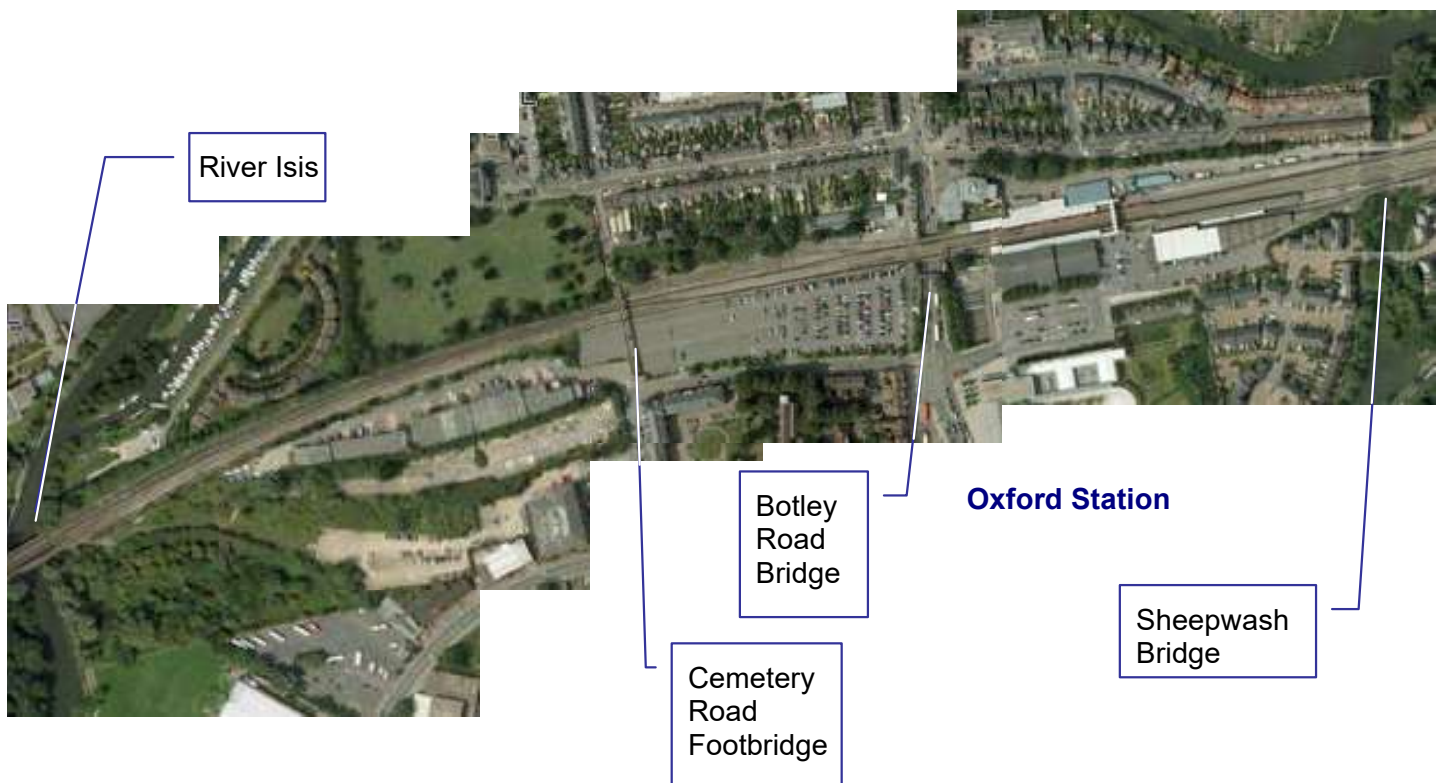 River Isis
Botley
Road
Bridge
Oxford Station
Sheepwash
Bridge
Cemetery
Road
Footbridge